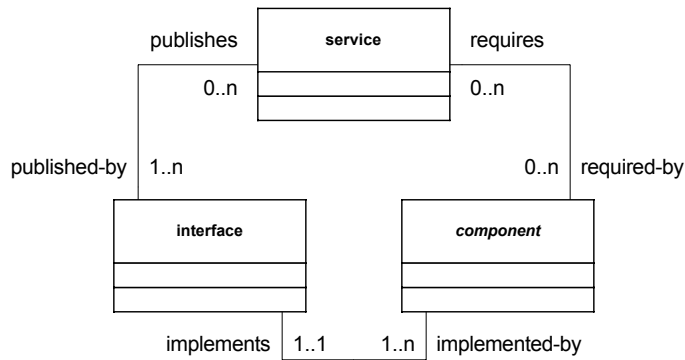 publishes service requires
0..n 0..n
published-by 1..n 0..n required-by
interface component
implements 1..1 1..n implemented-by